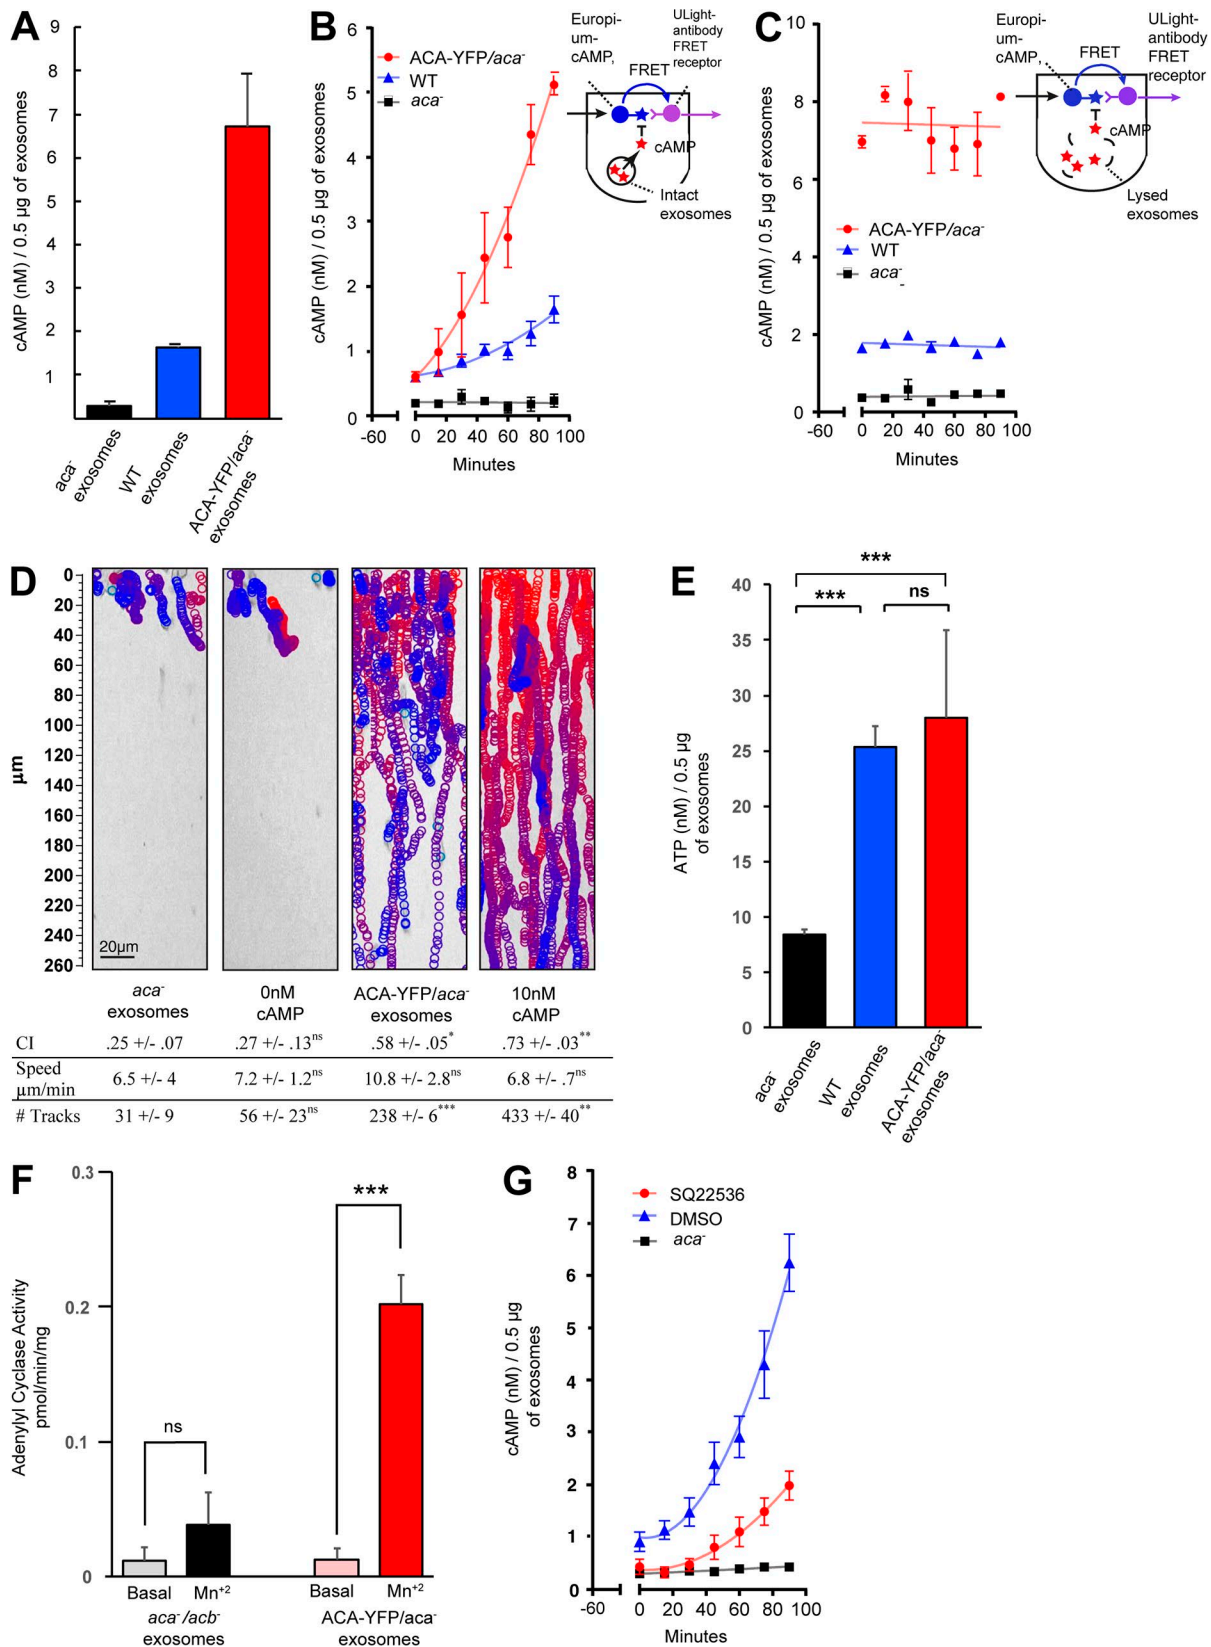 A
cAMP (nM) / 0.5 µg of exosomes
9
8
7
6
5
4
3
2
1
aca-
exosomes
WT
exosomes
ACA-YFP/aca-
exosomes
B
cAMP (nM) / 0.5 µg of exosomes
6
5
4
3
2
1
0
-60
0
20
40
60
80
100
Minutes
ACA-YFP/aca-
WT
aca-
Europi-
um-
cAMP,
ULight-
antibody
FRET
receptor
FRET
cAMP
Intact
exosomes
C
cAMP (nM) / 0.5 µg of exosomes
10
8
6
4
2
0
-60
0
20
40
60
80
100
Minutes
ACA-YFP/aca-
WT
aca-
-
Europi-
um-
cAMP,
ULight-
antibody
FRET
receptor
FRET
cAMP
Lysed
exosomes
D
µm
0
20
40
60
80
100
120
140
160
180
200
220
240
260
20µm
aca-
exosomes
0nM
cAMP
ACA-YFP/aca-
exosomes
10nM
cAMP
CI .25 +/- .07 .27 +/- .13ns .58 +/- .05* .73 +/- .03**
Speed
µm/min 6.5 +/- 4 7.2 +/- 1.2ns 10.8 +/- 2.8ns 6.8 +/- .7ns
# Tracks 31 +/- 9 56 +/- 23ns 238 +/- 6*** 433 +/- 40**
E
ATP (nM) / 0.5 µg
of exosomes
40
35
30
25
20
15
10
5
0
***
***
ns
aca-
exosomes
WT
exosomes
ACA-YFP/aca-
exosomes
F
Adenylyl Cyclase Activity
pmol/min/mg
0.3
0.2
0.1
0
ns
***
Basal Mn+2
aca-/acb-
exosomes
Basal Mn+2
ACA-YFP/aca-
exosomes
G
cAMP (nM) / 0.5 µg
of exosomes
8
7
6
5
4
3
2
1
0
-60
0
20
40
60
80
100
Minutes
SQ22536
DMSO
aca-